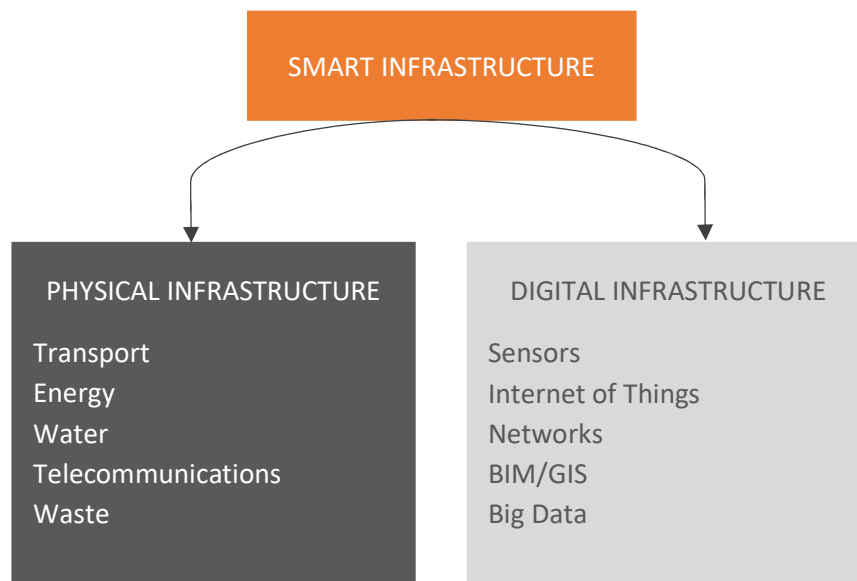 SMART INFRASTRUCTURE
PHYSICAL INFRASTRUCTURE
Transport
Energy
Water
Telecommunications
Waste
DIGITAL INFRASTRUCTURE
Sensors
Internet of Things
Networks
BIM/GIS
Big Data